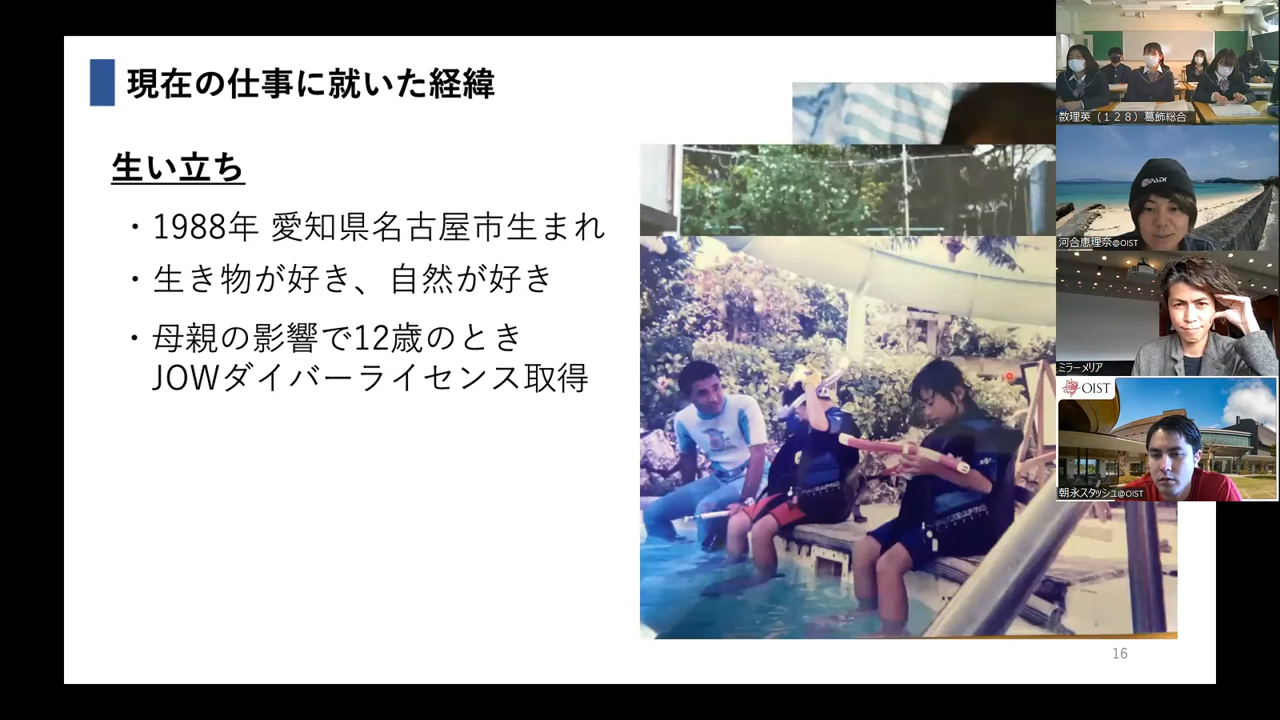 現在の仕事に就いた経緯
生い立ち
・1988年 愛知県名古屋市生まれ
・生き物が好き、自然が好き
・母親の影響で12歳のとき
JOWダイバーライセンス取得
16
数理英（１２８）葛飾総合
PADI
河合恵理奈@OIST
ミラーメリア
OIST
朝永スタッシュ@OIST